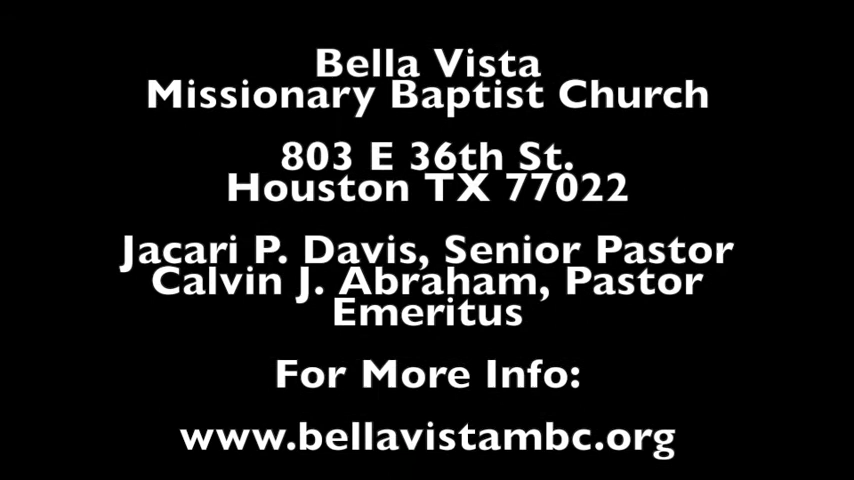 Bella Vista
Missionary Baptist Church
803 E 36th St.
Houston TX 77022
Jacari P. Davis, Senior Pastor
Calvin J. Abraham, Pastor
Emeritus
For More Info:
www.bellavistambc.org